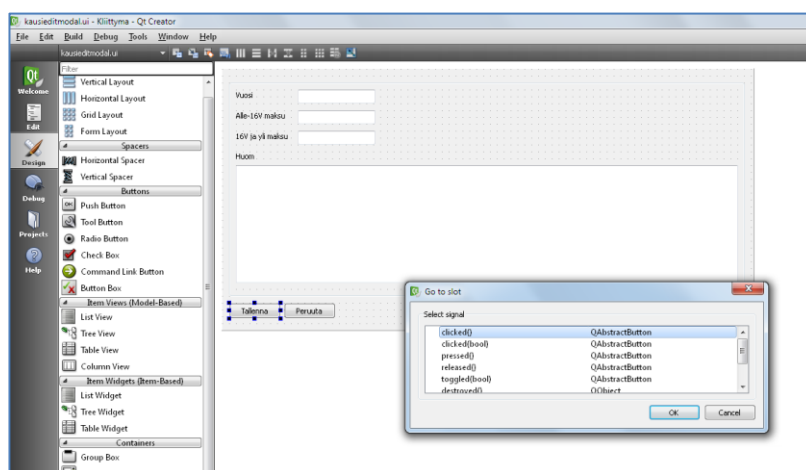 kausieditmodal.ui - Kliittyma - Qt Creator
File Edit Build Debug Tools Window Help
kausieditmodal.ui
Filter
Welcome
Edit
Design
Debug
Projects
Help
Vertical Layout
Horizontal Layout
Grid Layout
Form Layout
Spacers
Horizontal Spacer
Vertical Spacer
Buttons
OK Push Button
Tool Button
Radio Button
Check Box
Command Link Button
Button Box
Item Views (Model-Based)
List View
Tree View
Table View
Column View
Item Widgets (Item-Based)
List Widget
Tree Widget
Table Widget
Containers
Group Box
Vuosi
Alle-16V maksu
16V ja yli maksu
Huom
Tallenna Peruuta
Go to slot
Select signal
clicked() QAbstractButton
clicked(bool) QAbstractButton
pressed() QAbstractButton
released() QAbstractButton
toggled(bool) QAbstractButton
destroyed() QObject
OK Cancel